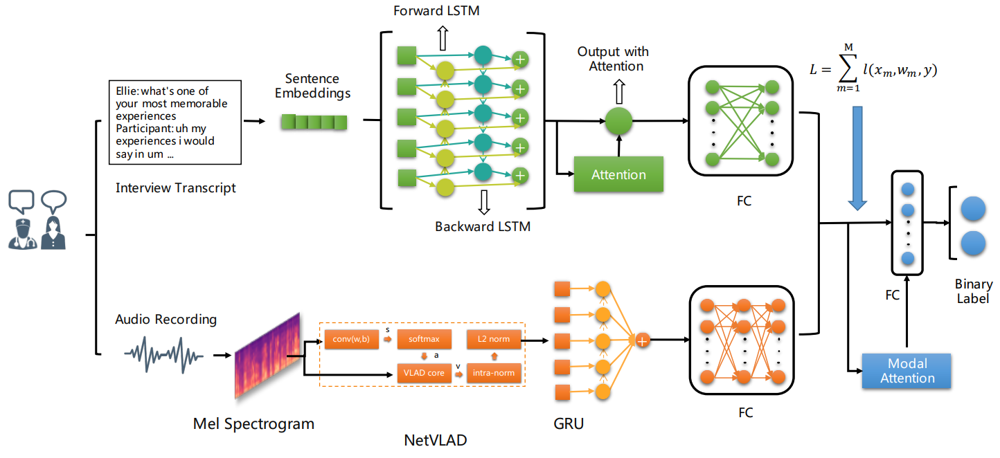 Forward LSTM
Sentence
Embeddings
Ellie: what's one of
your most memorable
experiences
Participant: uh my
experiences i would
say in um ...
Interview Transcript
+
+
+
+
+
Backward LSTM
Output with
Attention
Attention
FC
M
L = ∑ l(x_m,w_m,y)
m=1
Audio Recording
Mel Spectrogram
conv(w,b)
s
softmax
a
VLAD core
v
intra-norm
L2 norm
NetVLAD
GRU
+
FC
Modal
Attention
FC
Binary
Label